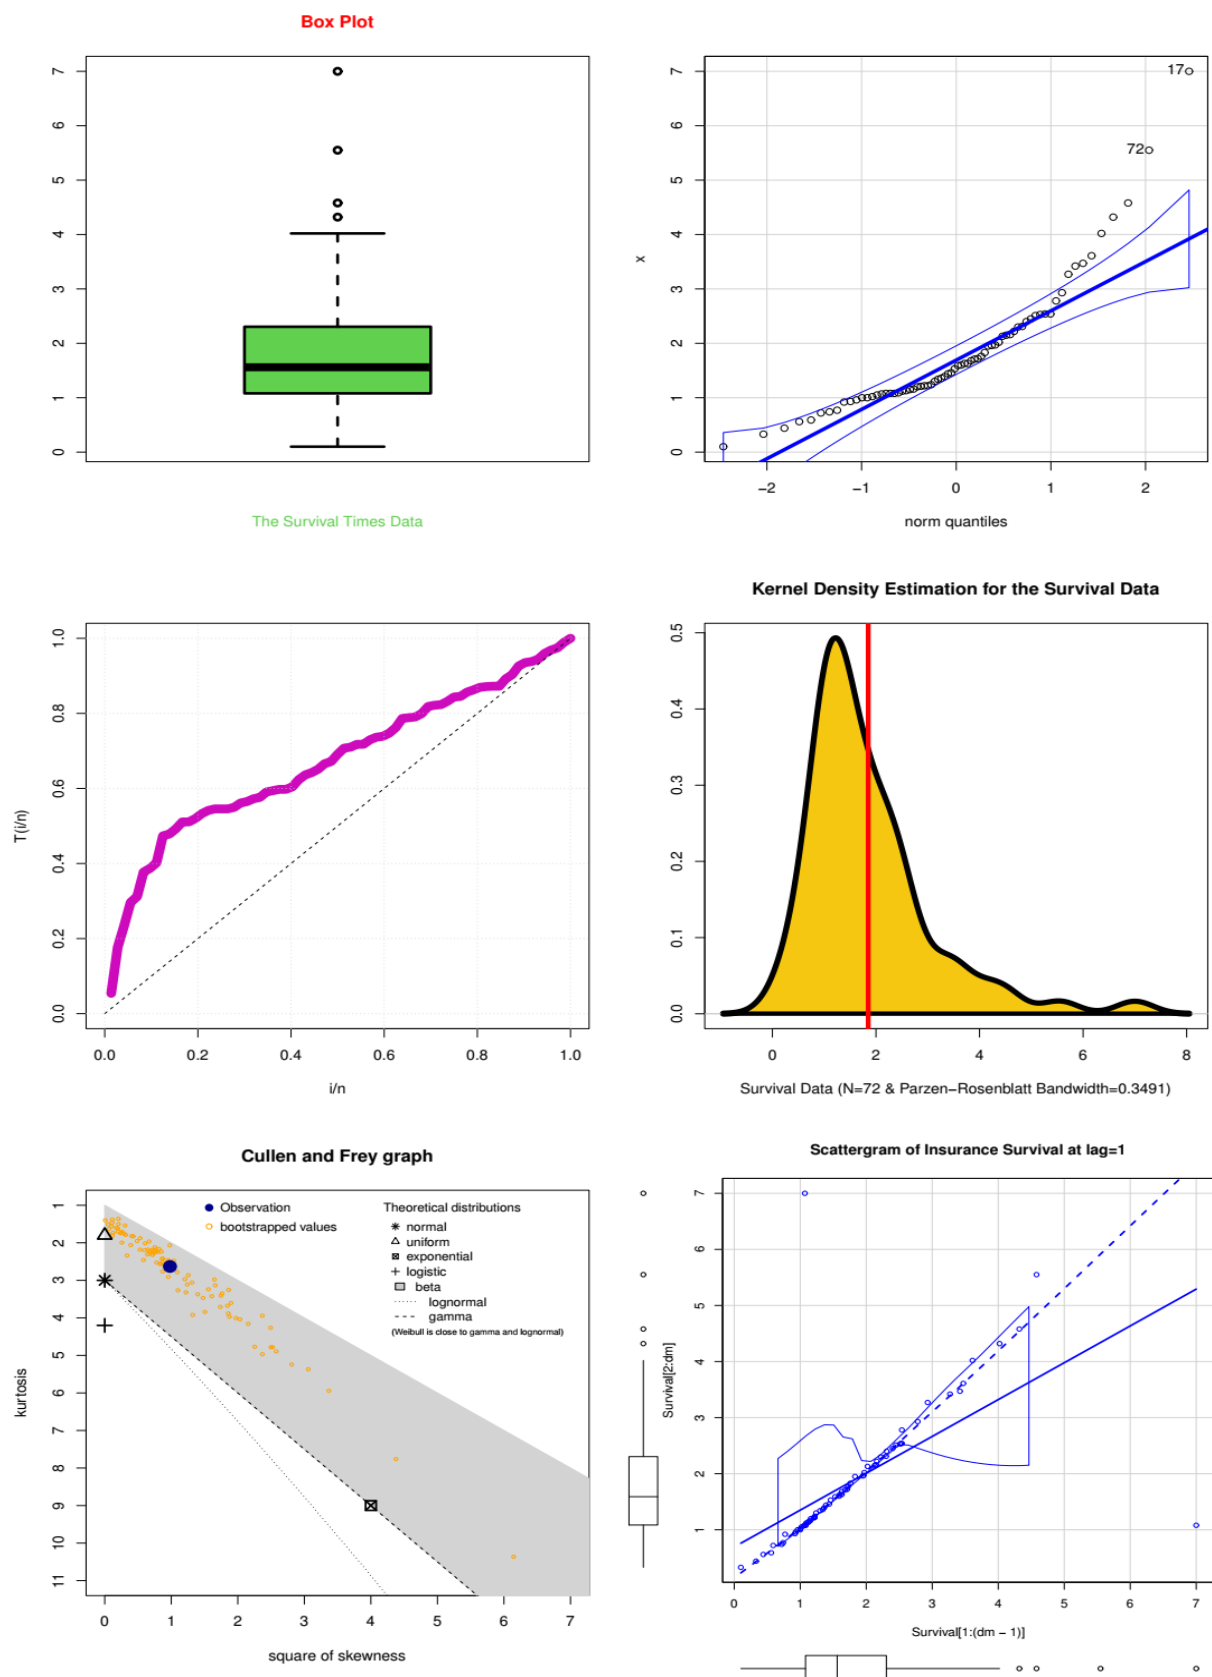 Box Plot
7
6
5
4
3
2
1
0
The Survival Times Data
x
7
6
5
4
3
2
1
0
17
72
−2 −1 0 1 2
norm quantiles
T(i/n)
1.0
0.8
0.6
0.4
0.2
0.0
0.0 0.2 0.4 0.6 0.8 1.0
i/n
Kernel Density Estimation for the Survival Data
0.5
0.4
0.3
0.2
0.1
0.0
0 2 4 6 8
Survival Data (N=72 & Parzen−Rosenblatt Bandwidth=0.3491)
Cullen and Frey graph
kurtosis
1
2
3
4
5
6
7
8
9
10
11
Observation
bootstrapped values
Theoretical distributions
normal
uniform
exponential
logistic
beta
lognormal
gamma
(Weibull is close to gamma and lognormal)
0 1 2 3 4 5 6 7
square of skewness
Scattergram of Insurance Survival at lag=1
Survival[2:dm]
7
6
5
4
3
2
1
0 1 2 3 4 5 6 7
Survival[1:(dm − 1)]